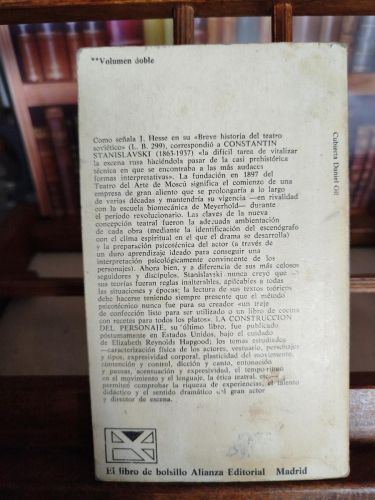 **Volumen doble
Como señala J. Hesse en su «Breve historia del teatro
soviético» (L. B. 299), correspondió a CONSTANTIN
STANISLAVSKI (1863-1937) «la difícil tarea de vitalizar
la escena rusa haciéndola pasar de la casi prehistórica
técnica en que se encontraba a las más audaces
formas interpretativas». La fundación en 1897 del
Teatro del Arte de Moscú significa el comienzo de una
empresa de gran aliento que se prolongaría a lo largo
de varias décadas y mantendría su vigencia —en rivalidad
con la escuela biomecánica de Meyerhold— durante
el período revolucionario. Las claves de la nueva
concepción teatral fueron la adecuada ambientación
de cada obra (mediante la identificación del escenógrafo
con el clima espiritual en el que el drama se desarrolla)
y la preparación psicotécnica del actor (a través de
un duro aprendizaje ideado para conseguir una
interpretación psicológicamente convincente de los
personajes). Ahora bien, y a diferencia de sus más celosos
seguidores y discípulos, Stanislavski nunca creyó que
sus teorías fueran reglas inalterables, aplicables a todas
las situaciones y épocas; la lectura de sus textos teóricos
debe hacerse teniendo siempre presente que el método
psicotécnico nunca fue para su creador «un traje
de confección listo para ser utilizado o un libro de cocina
con recetas para todos los platos». LA CONSTRUCCION
DEL PERSONAJE, su último libro, fue publicado
póstumamente en Estados Unidos, bajo el cuidado
de Elizabeth Reynolds Hapgood; los temas estudiados
—caracterización física de los actores, vestuario, personajes
y tipos, expresividad corporal, plasticidad del movimiento,
contención y control, dicción y canto, entonación
y pausas, acentuación y expresividad, el tempo-ritmo
en el movimiento y el lenguaje, la ética teatral, etc.—
permiten comprobar la riqueza de experiencias, el talento
didáctico y el sentido dramático del gran actor
y director de escena.
El libro de bolsillo Alianza Editorial Madrid
Cubierta Daniel Gil